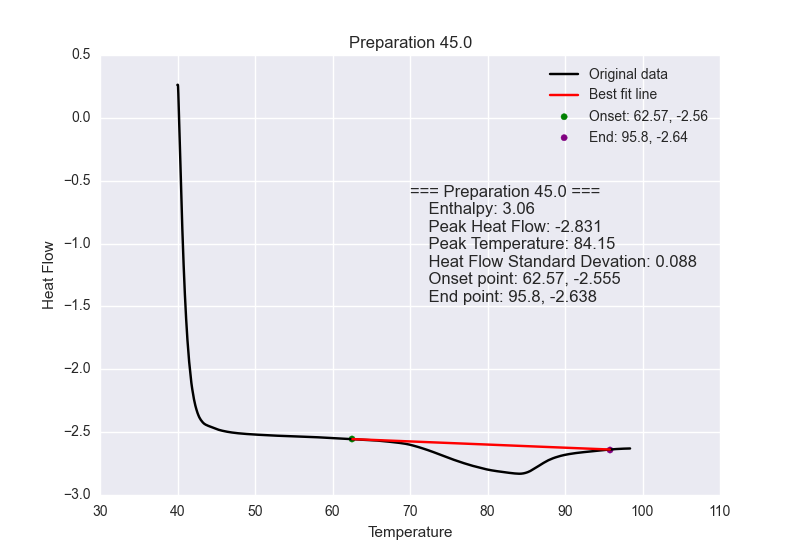 Preparation 45.0
0.5
0.0
−0.5
−1.0
−1.5
−2.0
−2.5
−3.0
Heat Flow
Original data
Best fit line
Onset: 62.57, -2.56
End: 95.8, -2.64
=== Preparation 45.0 ===
Enthalpy: 3.06
Peak Heat Flow: -2.831
Peak Temperature: 84.15
Heat Flow Standard Devation: 0.088
Onset point: 62.57, -2.555
End point: 95.8, -2.638
30 40 50 60 70 80 90 100 110
Temperature